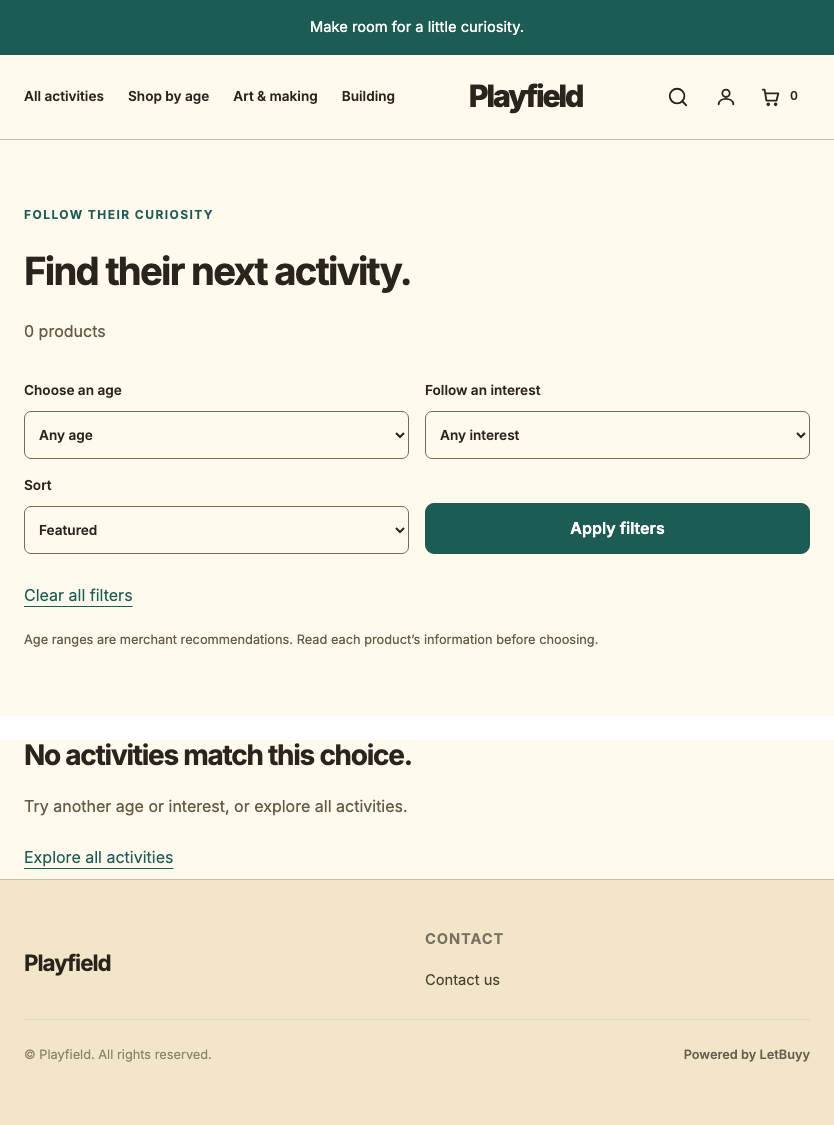 Make room for a little curiosity.
All activities
Shop by age
Art & making
Building
Playfield
0
FOLLOW THEIR CURIOSITY
Find their next activity.
0 products
Choose an age
Follow an interest
Any age
Any interest
Sort
Featured
Apply filters
Clear all filters
Age ranges are merchant recommendations. Read each product’s information before choosing.
No activities match this choice.
Try another age or interest, or explore all activities.
Explore all activities
Playfield
CONTACT
Contact us
© Playfield. All rights reserved.
Powered by LetBuyy